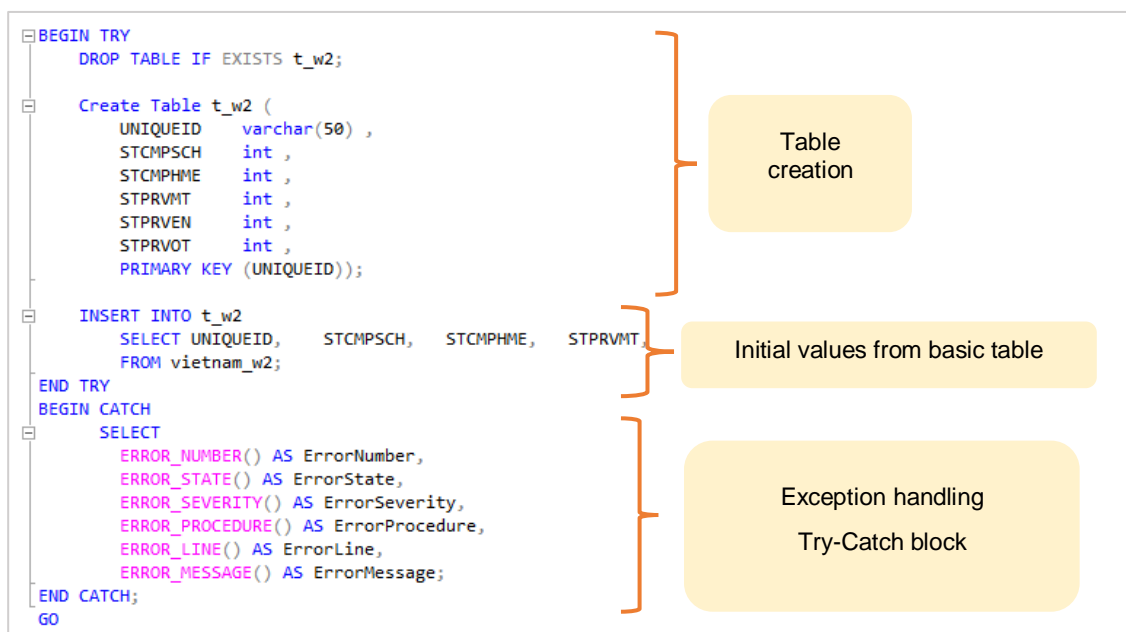 BEGIN TRY
DROP TABLE IF EXISTS t_w2;
Create Table t_w2 (
UNIQUEID varchar(50) ,
STCMPSCH int ,
STCMPHME int ,
STPRVMT int ,
STPRVEN int ,
STPRVOT int ,
PRIMARY KEY (UNIQUEID));
Table
creation
INSERT INTO t_w2
SELECT UNIQUEID, STCMPSCH, STCMPHME, STPRVMT,
FROM vietnam_w2;
Initial values from basic table
END TRY
BEGIN CATCH
SELECT
ERROR_NUMBER() AS ErrorNumber,
ERROR_STATE() AS ErrorState,
ERROR_SEVERITY() AS ErrorSeverity,
ERROR_PROCEDURE() AS ErrorProcedure,
ERROR_LINE() AS ErrorLine,
ERROR_MESSAGE() AS ErrorMessage;
END CATCH;
GO
Exception handling
Try-Catch block